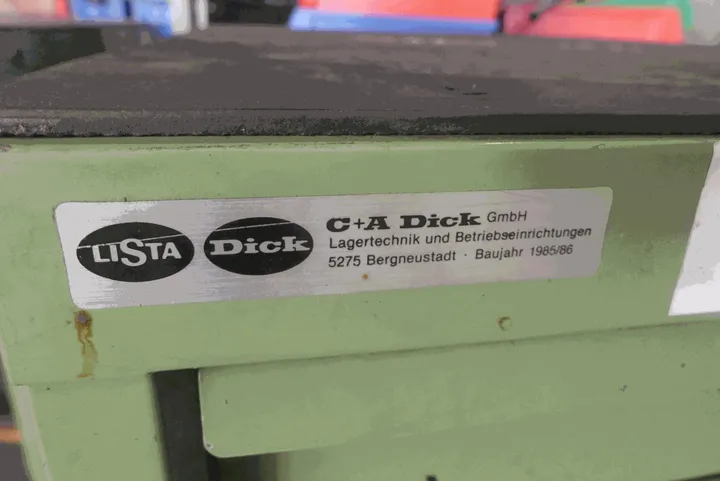 LISTA
Dick
C+A Dick GmbH
Lagertechnik und Betriebseinrichtungen
5275 Bergneustadt · Baujahr 1985/86